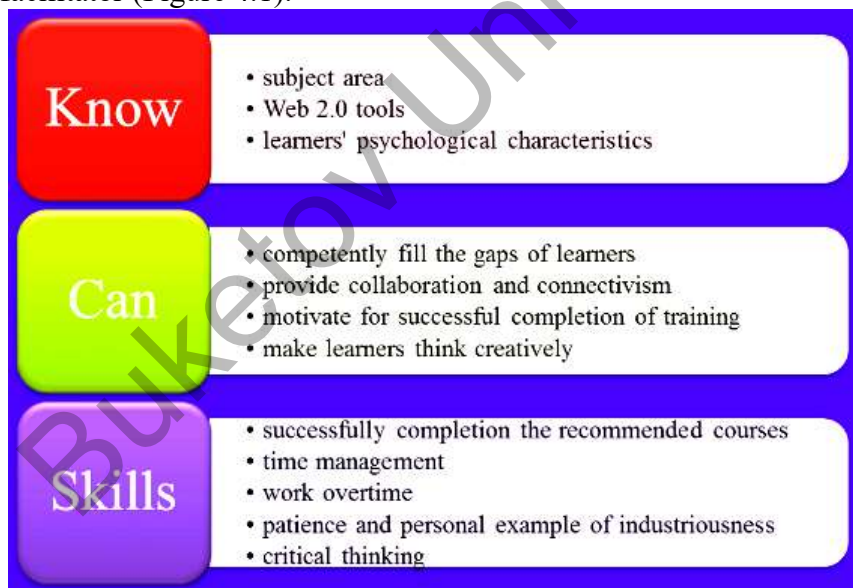 facilitator (Figure 4.1).
Know
• subject area
• Web 2.0 tools
• learners' psychological characteristics
Can
• competently fill the gaps of learners
• provide collaboration and connectivism
• motivate for successful completion of training
• make learners think creatively
Skills
• successfully completion the recommended courses
• time management
• work overtime
• patience and personal example of industriousness
• critical thinking
Buketov